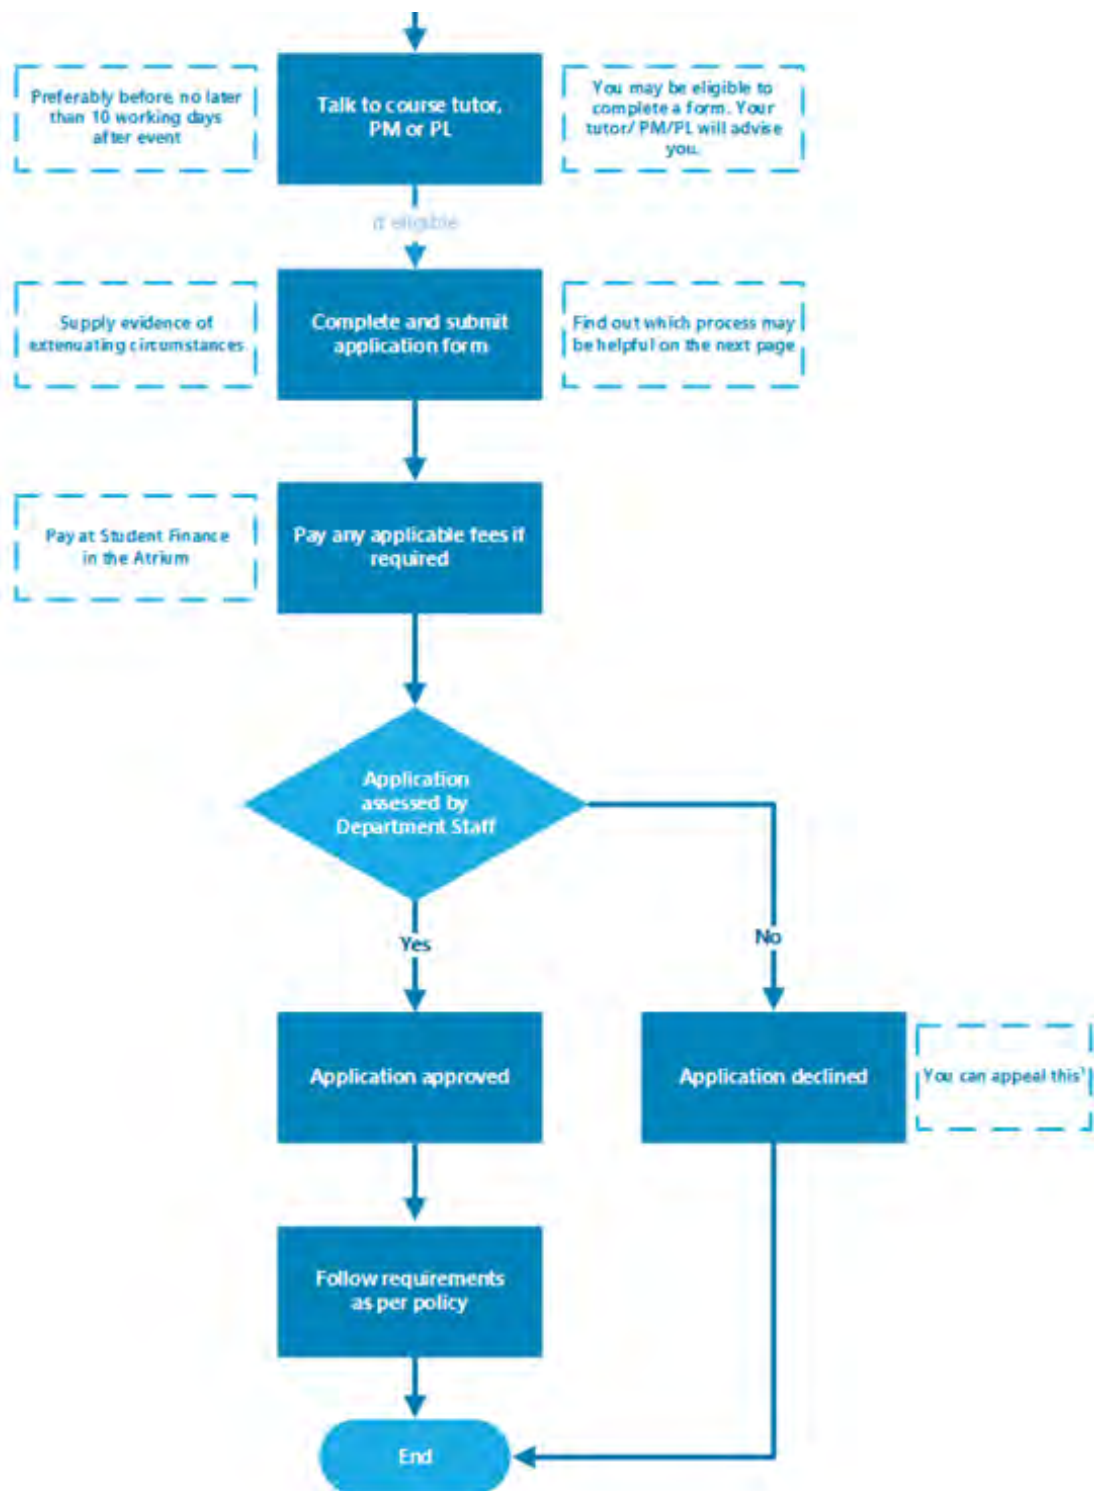 Preferably before, no later
than 10 working days
after event
Talk to course tutor,
PM or PL
You may be eligible to
complete a form. Your
tutor/ PM/PL will advise
you.
if eligible
Supply evidence of
extenuating circumstances
Complete and submit
application form
Find out which process may
be helpful on the next page
Pay at Student Finance
in the Atrium
Pay any applicable fees if
required
Application
assessed by
Department Staff
Yes
No
Application approved
Application declined
You can appeal this¹
Follow requirements
as per policy
End